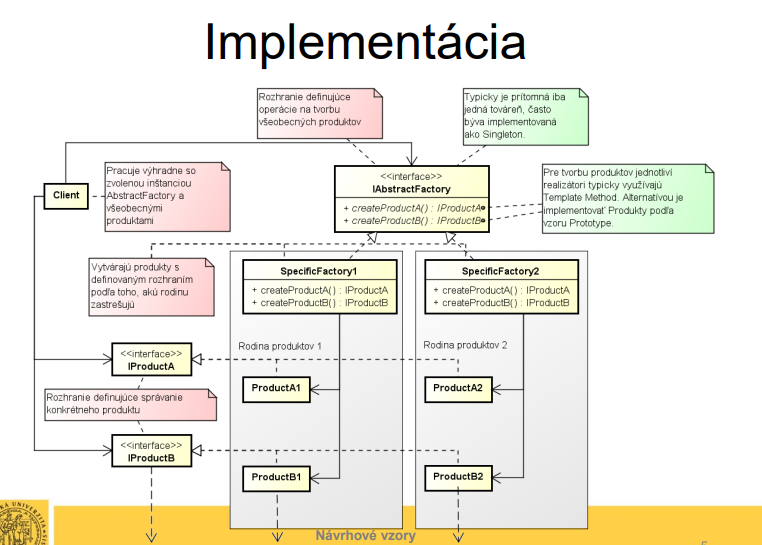 Implementácia
Rozhranie definujúce
operácie na tvorbu
všeobecných produktov
Typicky je prítomná iba
jedna továreň, často
býva implementovaná
ako Singleton.
Pracuje výhradne so
zvolenou inštanciou
AbstractFactory a
všeobecnými
produktami
Client
<<interface>>
IAbstractFactory
+ createProductA() : IProductA
+ createProductB() : IProductB
Pre tvorbu produktov jednotliví
realizátori typicky využívajú
Template Method. Alternatívou je
implementovať Produkty podľa
vzoru Prototype.
Vytvárajú produkty s
definovaným rozhraním
podľa toho, akú rodinu
zastrešujú
SpecificFactory1
+ createProductA() : IProductA
+ createProductB() : IProductB
SpecificFactory2
+ createProductA() : IProductA
+ createProductB() : IProductB
Rodina produktov 1
Rodina produktov 2
<<interface>>
IProductA
ProductA1
ProductA2
Rozhranie definujúce správanie
konkrétneho produktu
<<interface>>
IProductB
ProductB1
ProductB2
Návrhové vzory